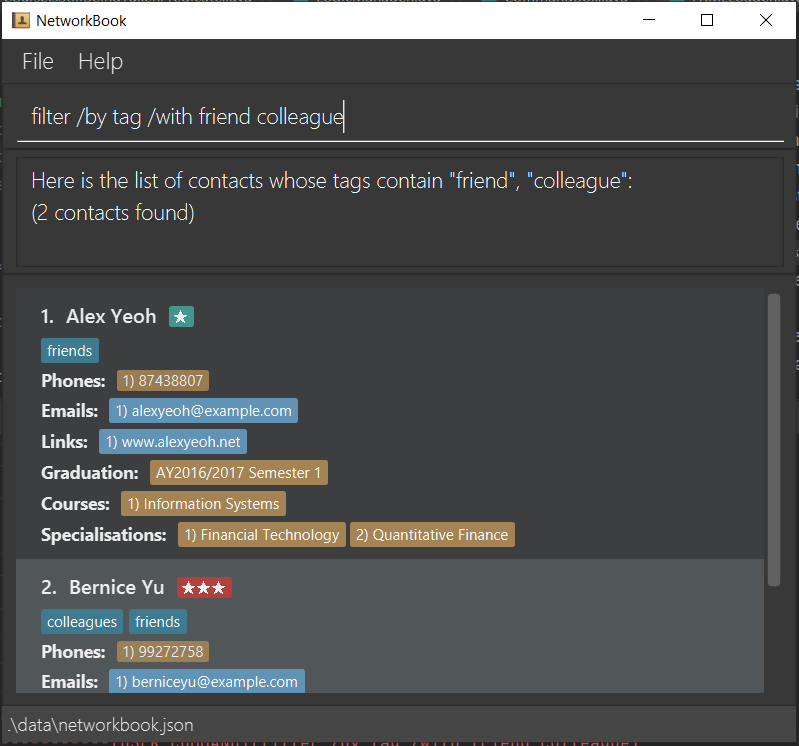 NetworkBook
File Help
filter /by tag /with friend colleague
Here is the list of contacts whose tags contain "friend", "colleague":
(2 contacts found)
1. Alex Yeoh ★
friends
Phones: 1) 87438807
Emails: 1) alexyeoh@example.com
Links: 1) www.alexyeoh.net
Graduation: AY2016/2017 Semester 1
Courses: 1) Information Systems
Specialisations: 1) Financial Technology 2) Quantitative Finance
2. Bernice Yu ★★★
colleagues friends
Phones: 1) 99272758
Emails: 1) berniceyu@example.com
.\data\networkbook.json